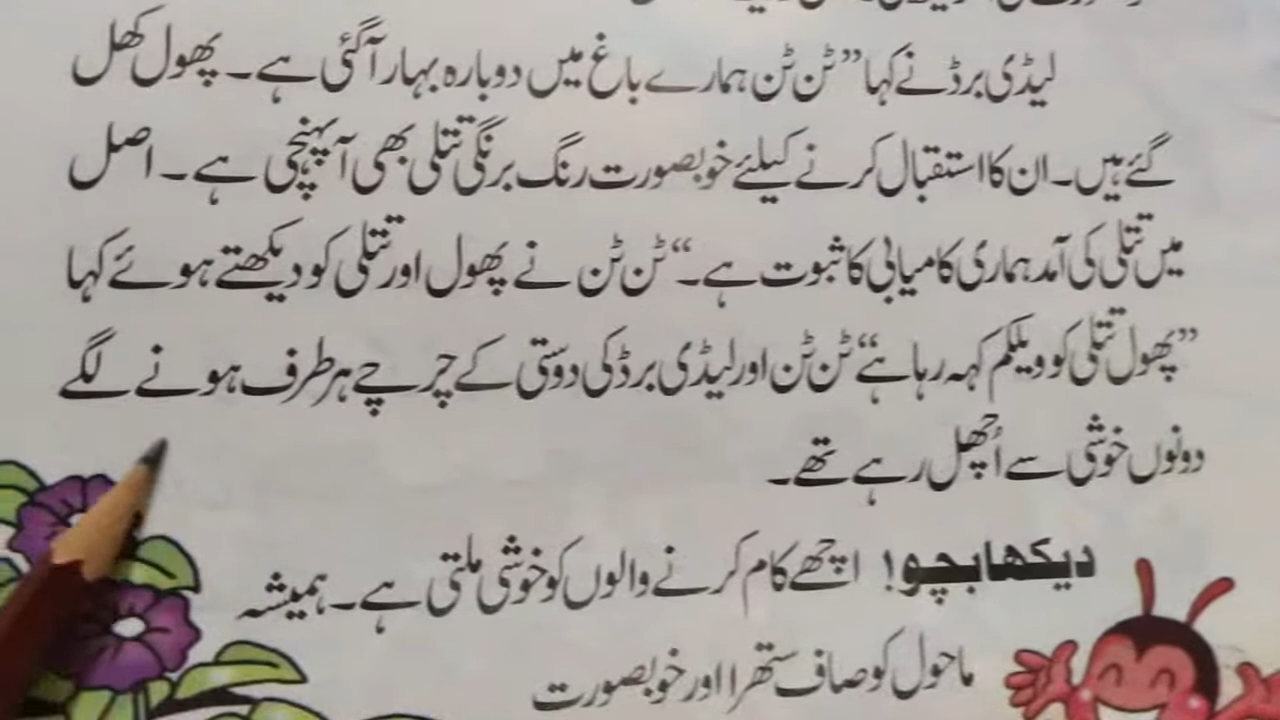 لیڈی برڈ نے کہا ”ٹن ٹن ہمارے باغ میں دوبارہ بہار آ گئی ہے۔ پھول کھل
گئے ہیں۔ ان کا استقبال کرنے کیلئے خوبصورت رنگ برنگی تتلی بھی آ پہنچی ہے۔ اصل
میں تتلی کی آمد ہماری کامیابی کا ثبوت ہے۔“ ٹن ٹن نے پھول اور تتلی کو دیکھتے ہوئے کہا
”پھول تتلی کو ویلکم کہہ رہا ہے“ ٹن ٹن اور لیڈی برڈ کی دوستی کے چرچے ہر طرف ہونے لگے
دونوں خوشی سے اُچھل رہے تھے۔
دیکھا بچو! اچھے کام کرنے والوں کو خوشی ملتی ہے۔ ہمیشہ
ماحول کو صاف ستھرا اور خوبصورت